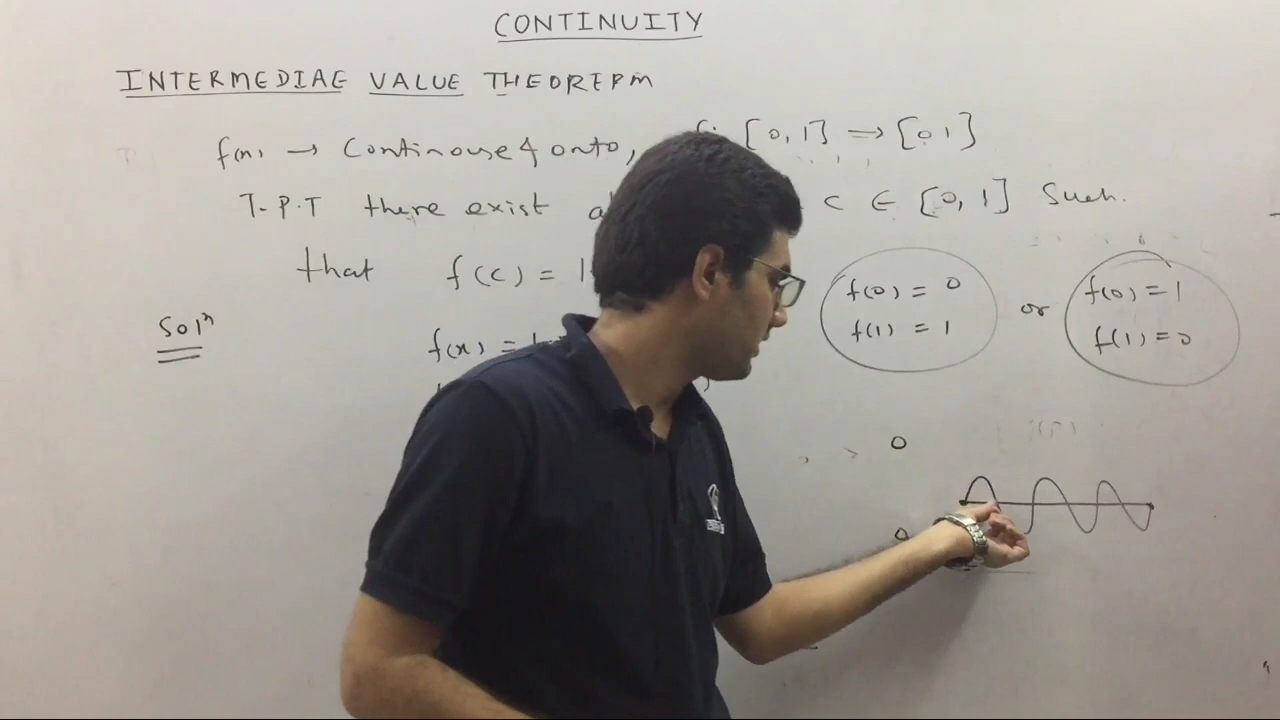 CONTINUITY
INTERMEDIAE VALUE THEOREPM
f(x) → Continouse & onto, f: [0,1] → [0 1]
T-P.T there exist c ∈ [0,1] Such.
that f(c) = 1-
f(0) = 0
f(1) = 1
or
f(0) = 1
f(1) = 0
Solⁿ
f(x) =
> 0
0